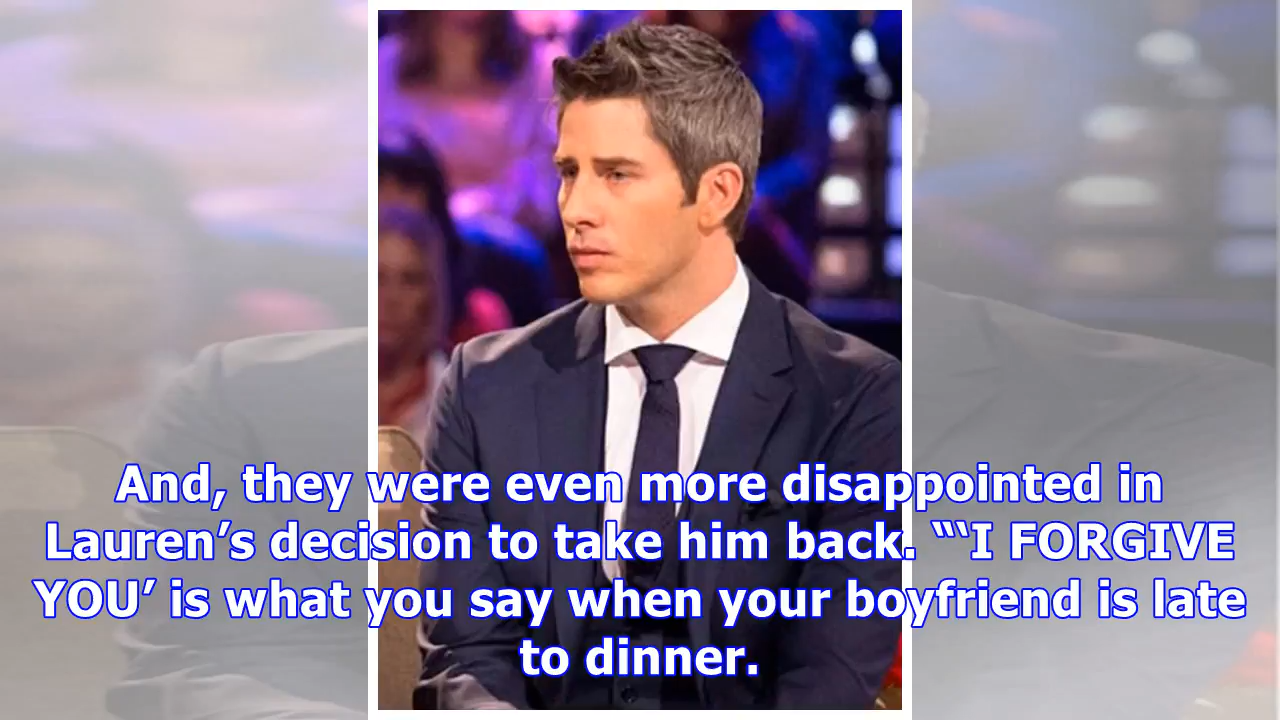 And, they were even more disappointed in
Lauren’s decision to take him back. “‘I FORGIVE
YOU’ is what you say when your boyfriend is late
to dinner.